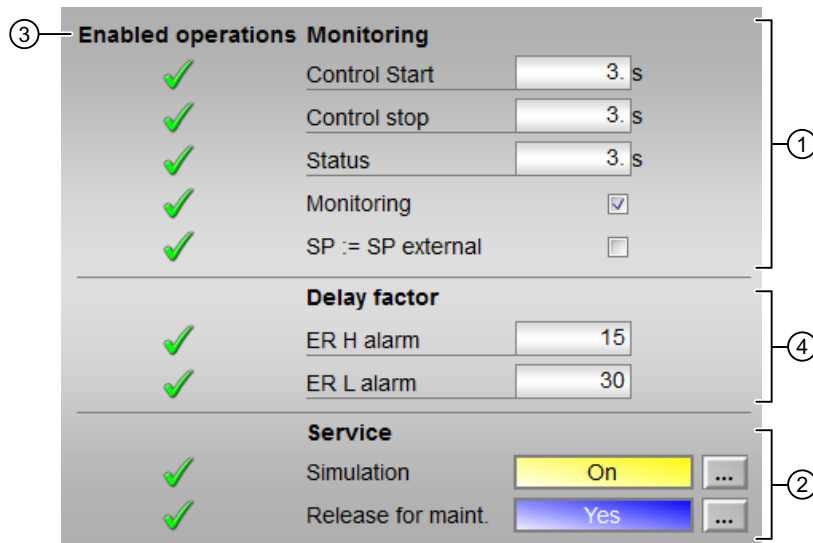 ③ Enabled operations Monitoring
Control Start 3. s
Control stop 3. s
Status 3. s
①
Monitoring
SP := SP external
Delay factor
ER H alarm 15
④
ER L alarm 30
Service
Simulation On ...
②
Release for maint. Yes ...